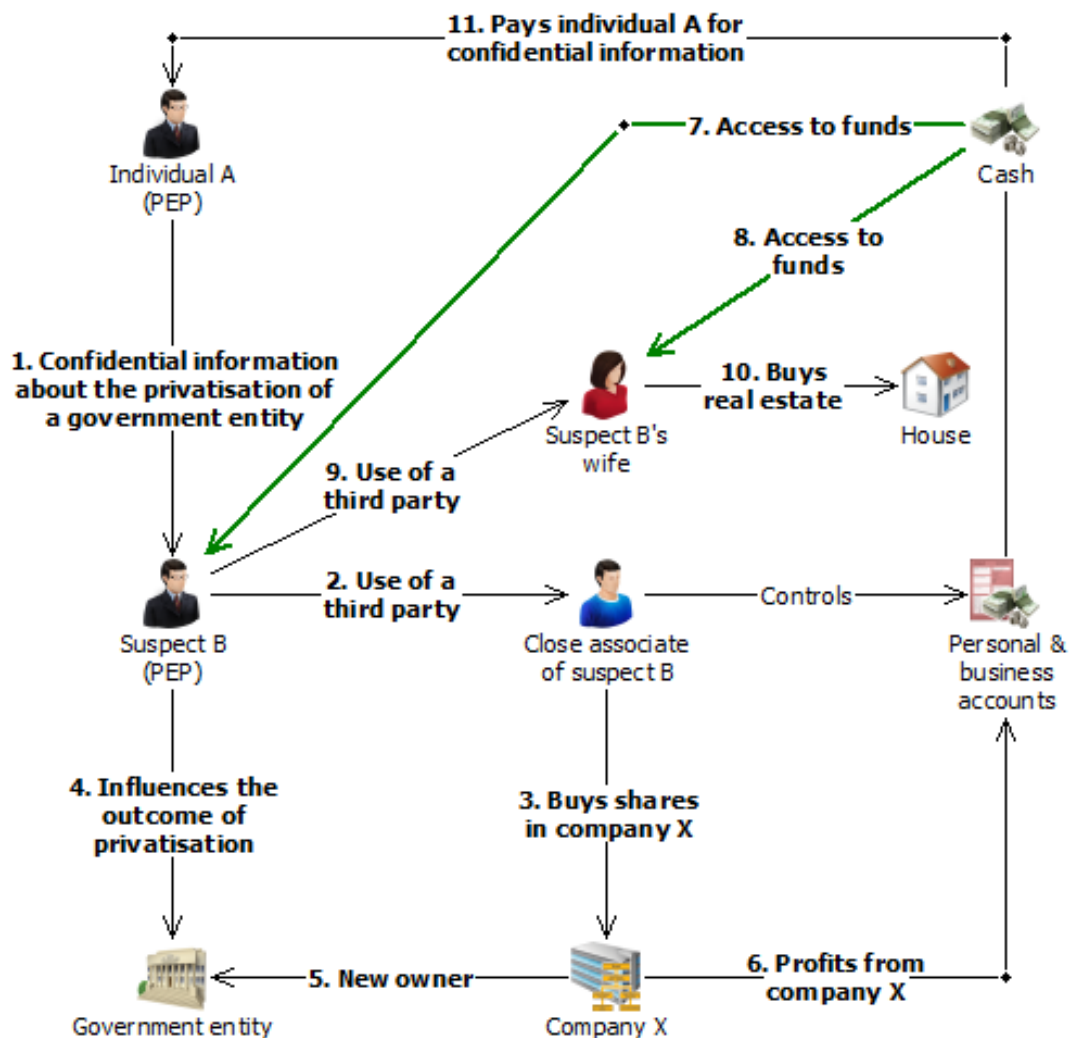 11. Pays individual A for
confidential information
7. Access to funds
Individual A
(PEP)
Cash
8. Access to
funds
1. Confidential information
about the privatisation of
a government entity
10. Buys
real estate
Suspect B's
wife
House
9. Use of a
third party
2. Use of a
third party
Controls
Suspect B
(PEP)
Close associate
of suspect B
Personal &
business
accounts
4. Influences the
outcome of
privatisation
3. Buys shares
in company X
5. New owner
6. Profits from
company X
Government entity
Company X